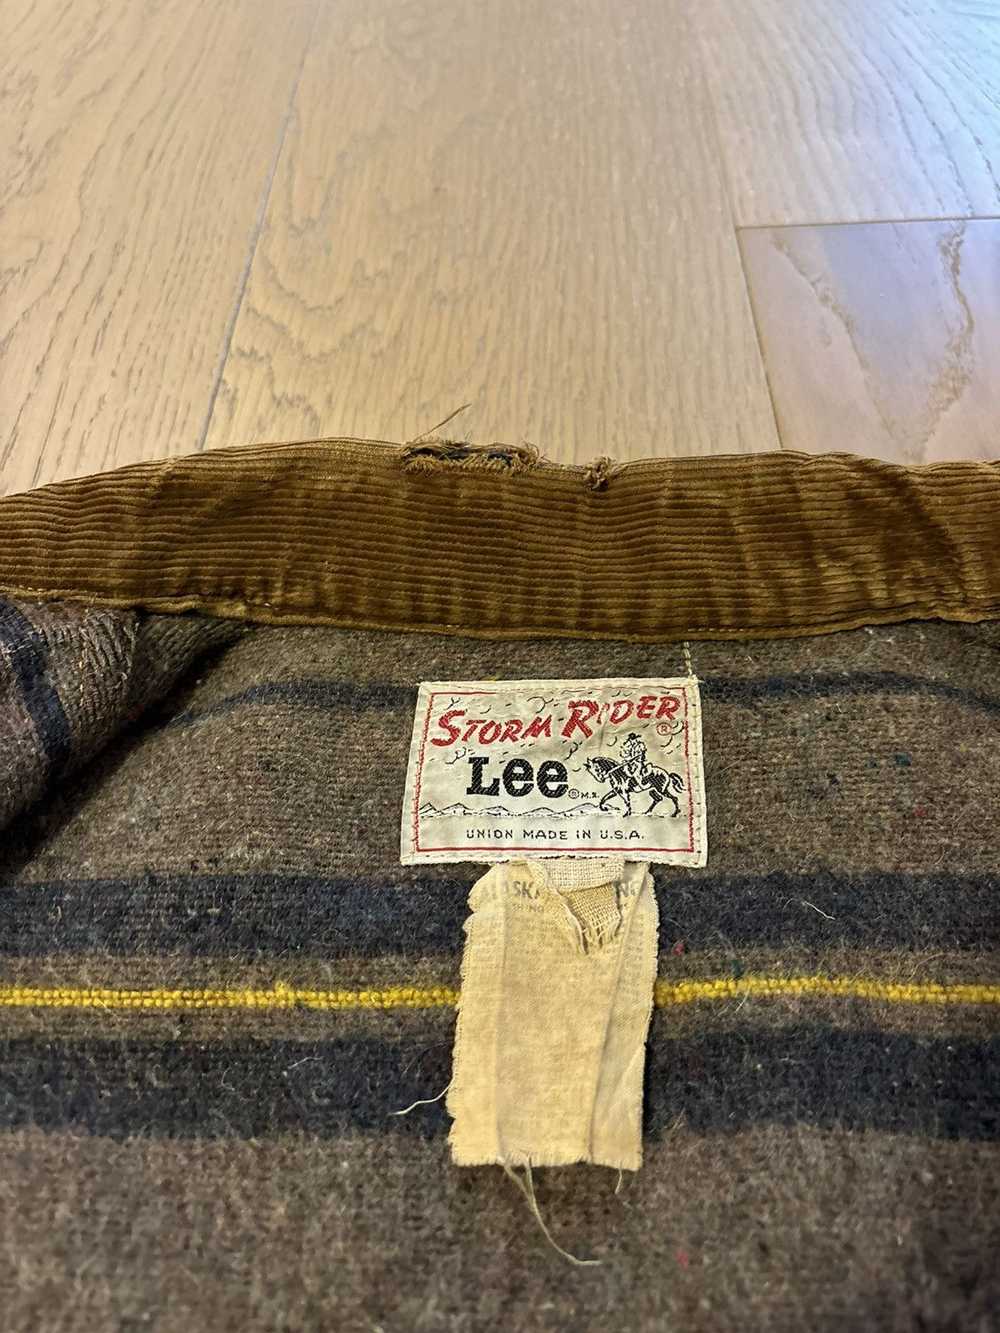 STORM RIDER ®
Lee ® M.R.
UNION MADE IN U.S.A.